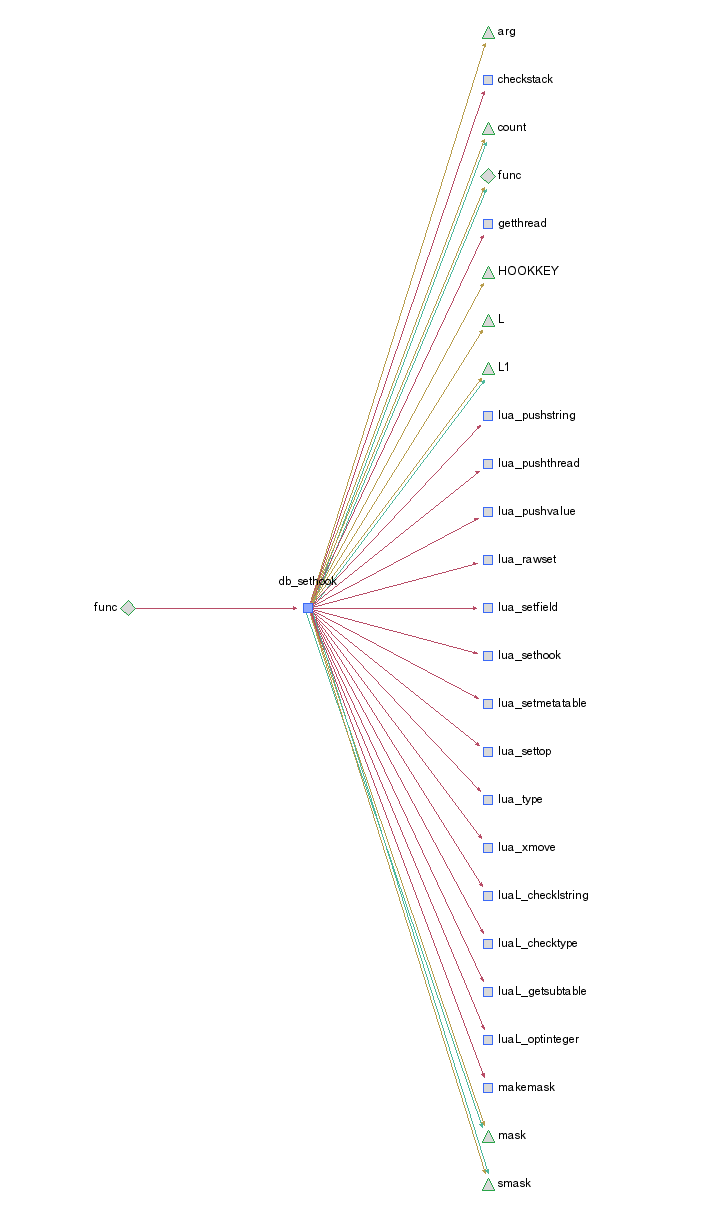 arg
checkstack
count
func
getthread
HOOKKEY
L
L1
lua_pushstring
lua_pushthread
lua_pushvalue
lua_rawset
db_sethook
func
lua_setfield
lua_sethook
lua_setmetatable
lua_settop
lua_type
lua_xmove
luaL_checklstring
luaL_checktype
luaL_getsubtable
luaL_optinteger
makemask
mask
smask